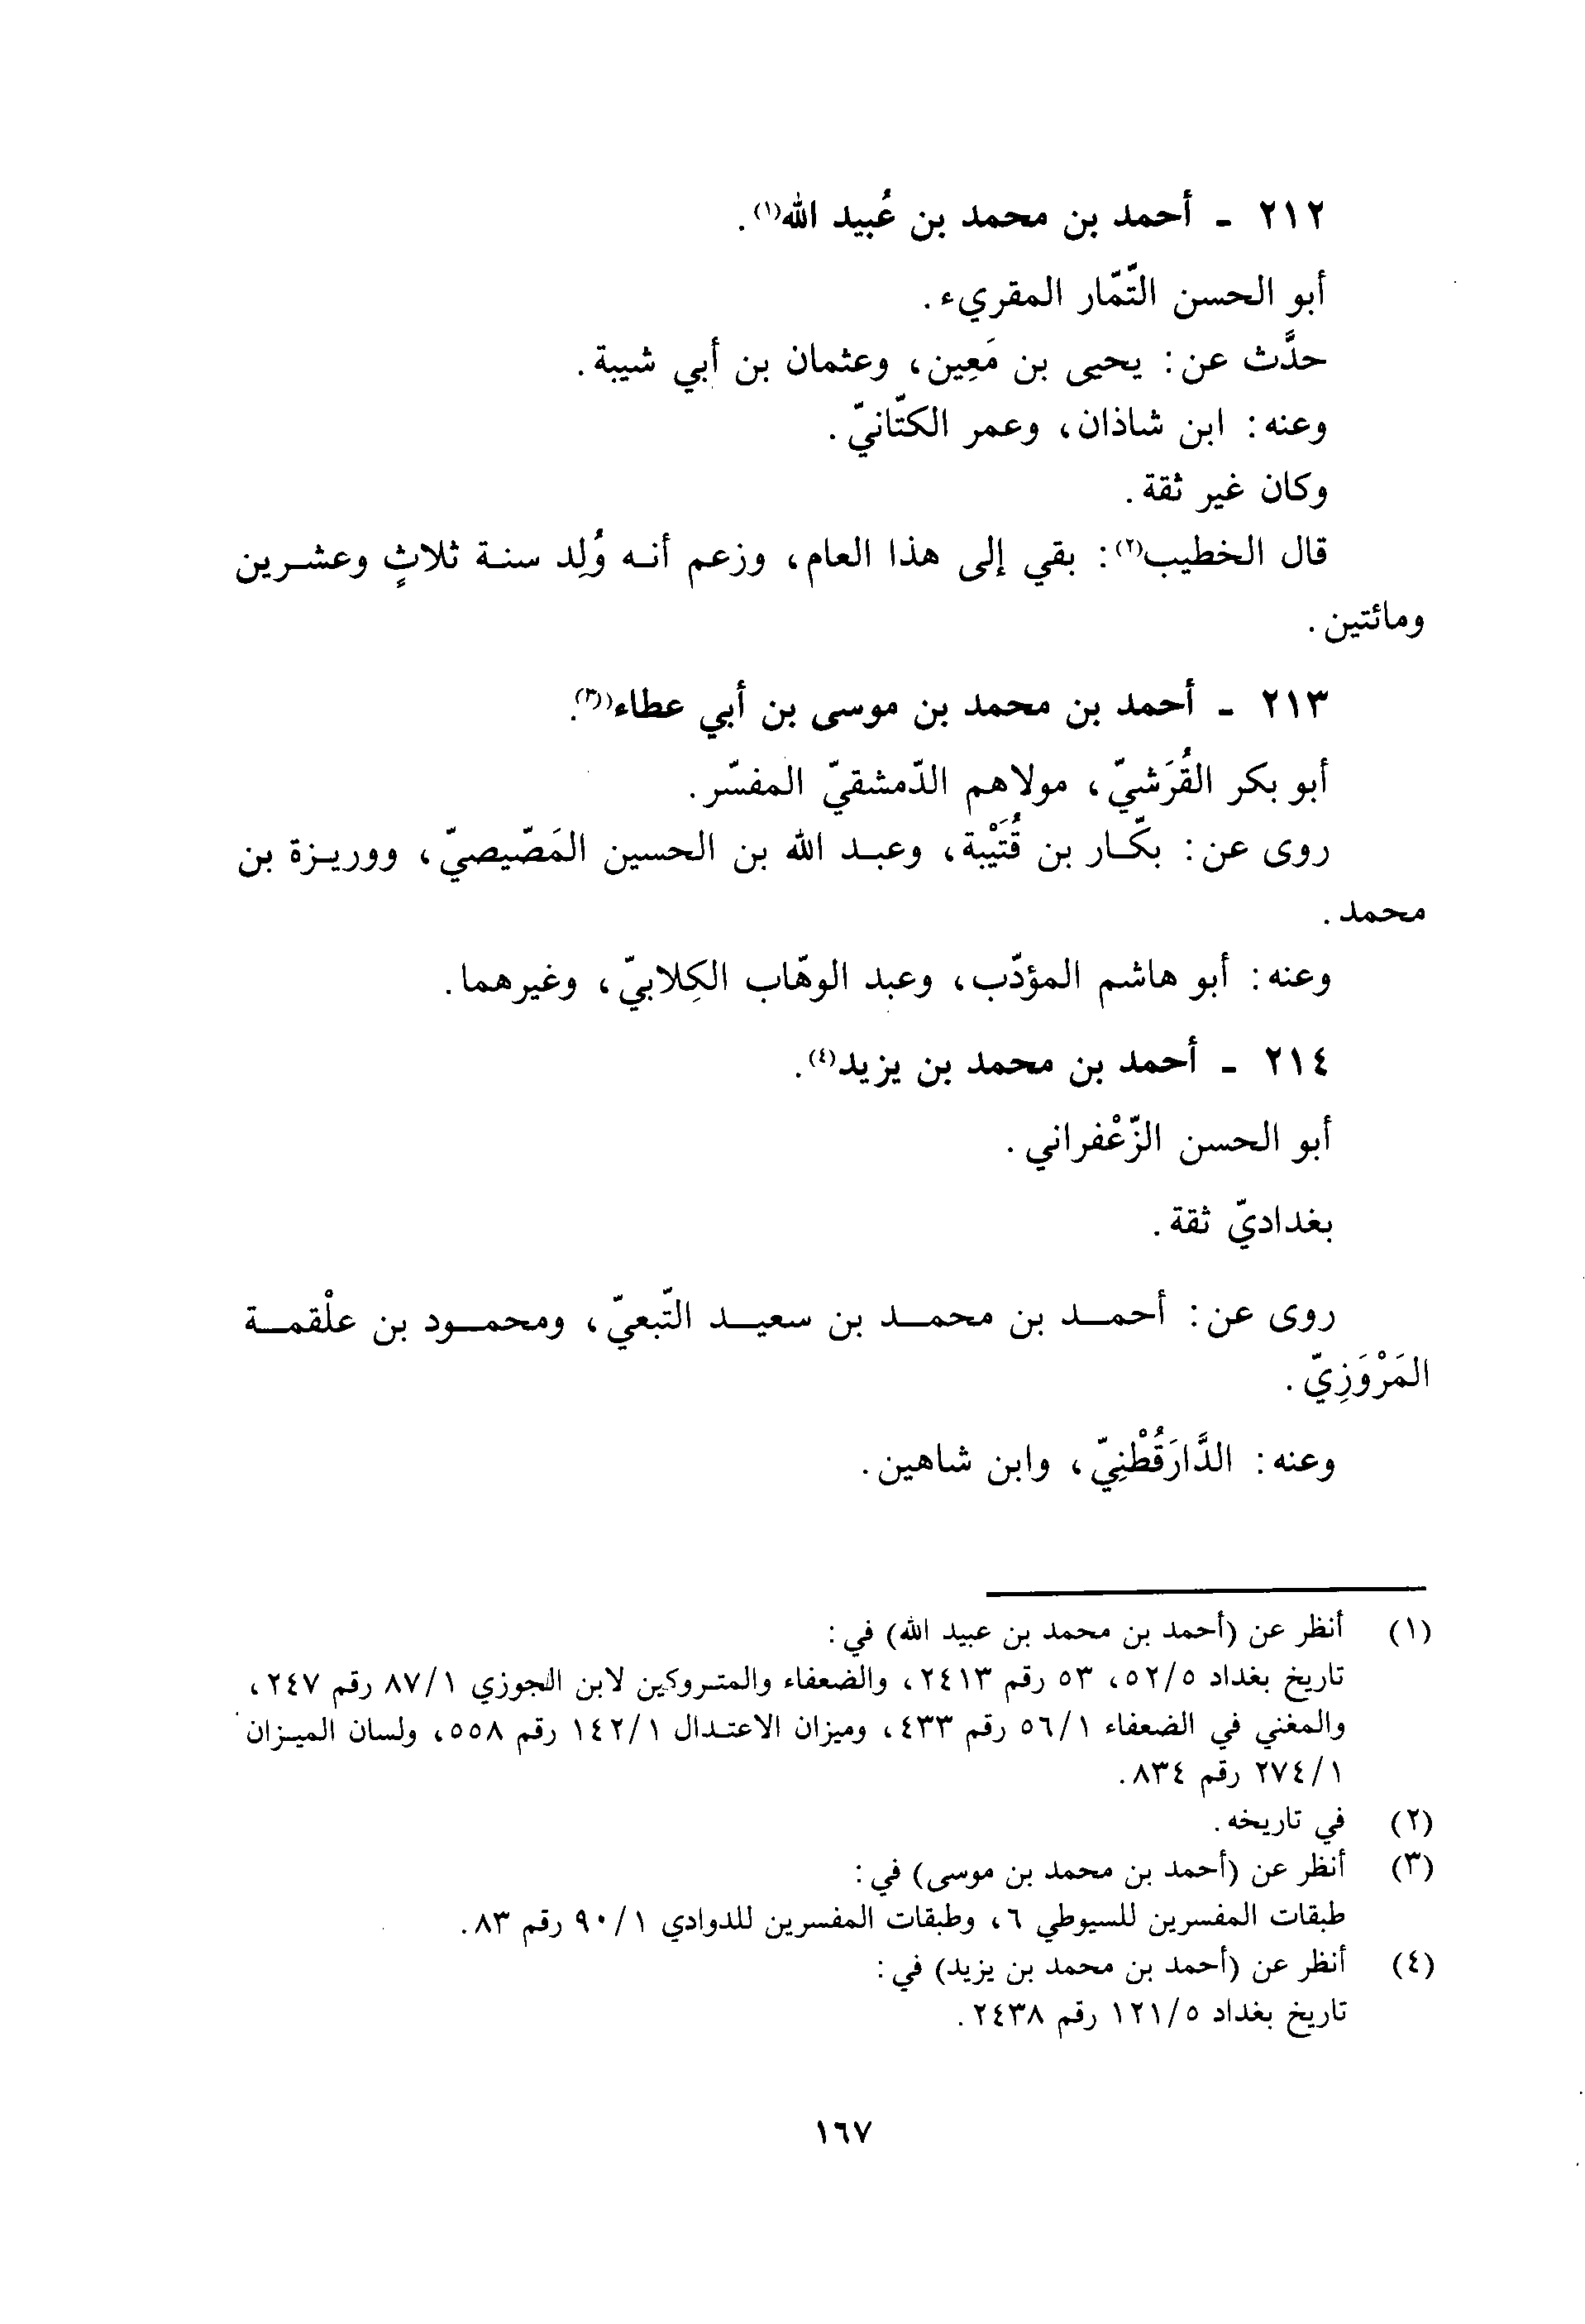 ٢١٢ - أحمد بن محمد بن عُبيد الله(١).
أبو الحسن التّمّار المقريء.
حدَّث عن: يحيى بن مَعِين، وعثمان بن أبي شيبة.
وعنه: ابن شاذان، وعمر الكتّانيّ.
وكان غير ثقة.
قال الخطيب(٢): بقي إلى هذا العام، وزعم أنه وُلِد سنة ثلاثٍ وعشرين
ومائتين.
٢١٣ - أحمد بن محمد بن موسى بن أبي عطاء(٣).
أبو بكر القُرَشيّ، مولاهم الدّمشقيّ المفسّر.
روى عن: بكّار بن قُتَيْبة، وعبد الله بن الحسين المَصّيصيّ، ووريزة بن
محمد.
وعنه: أبو هاشم المؤدّب، وعبد الوهّاب الكِلابيّ، وغيرهما.
٢١٤ - أحمد بن محمد بن يزيد(٤).
أبو الحسن الزّعْفراني.
بغداديّ ثقة.
روى عن: أحمد بن محمد بن سعيد التّبعيّ، ومحمود بن علْقمة
المَرْوَزِيّ.
وعنه: الدَّارَقُطْنِيّ، وابن شاهين.
(١) أنظر عن (أحمد بن محمد بن عبيد الله) في:
تاريخ بغداد ٥/٥٢، ٥٣ رقم ٢٤١٣، والضعفاء والمتروكين لابن الجوزي ١/٨٧ رقم ٢٤٧،
والمغني في الضعفاء ١/٥٦ رقم ٤٣٣، وميزان الاعتدال ١/١٤٢ رقم ٥٥٨، ولسان الميزان
١/٢٧٤ رقم ٨٣٤.
(٢) في تاريخه.
(٣) أنظر عن (أحمد بن محمد بن موسى) في:
طبقات المفسرين للسيوطي ٦، وطبقات المفسرين للدوادي ١/٩٠ رقم ٨٣.
(٤) أنظر عن (أحمد بن محمد بن يزيد) في:
تاريخ بغداد ٥/١٢١ رقم ٢٤٣٨.
١٦٧